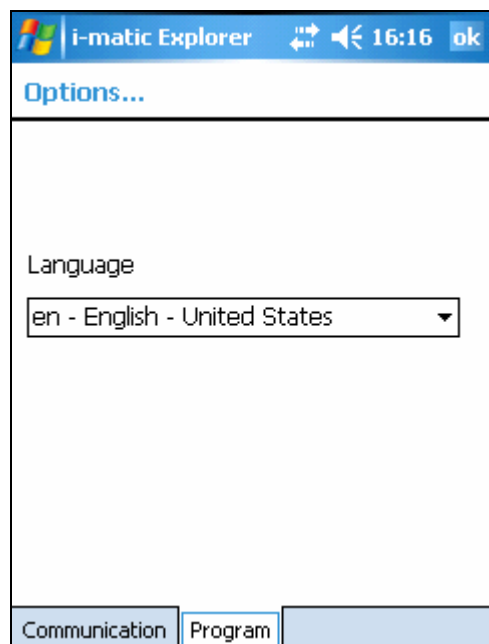 i-matic Explorer 16:16 ok
Options...
Language
en - English - United States
Communication Program